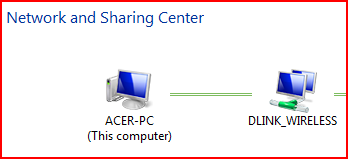 Network and Sharing Center
ACER-PC
(This computer)
DLINK_WIRELESS